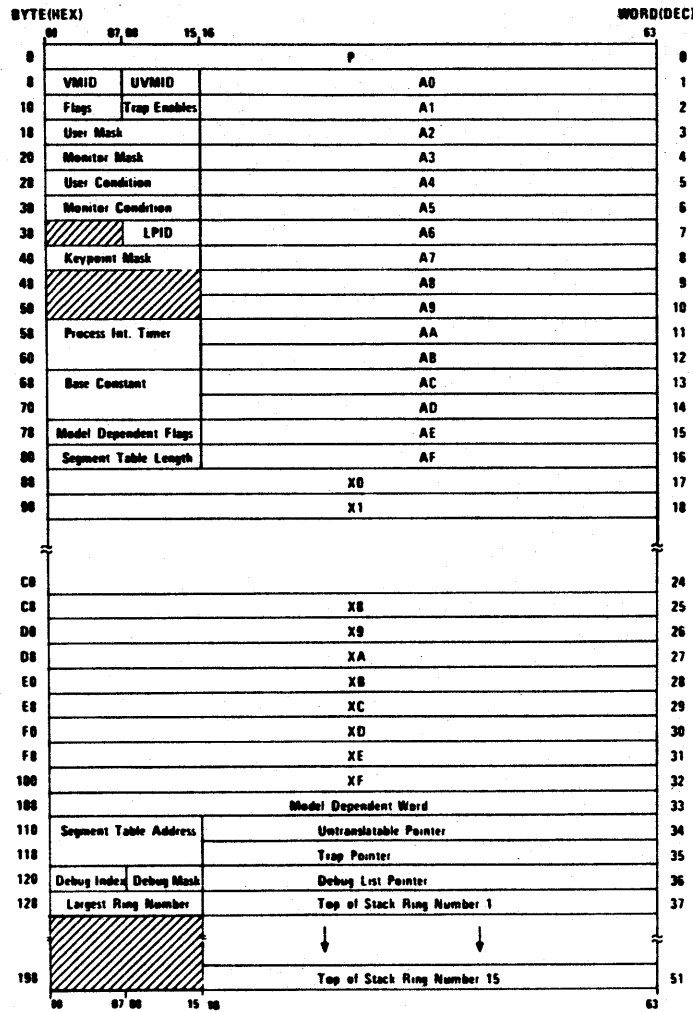 BYTE(HEX) WORD(DEC)
00 07,08 15,16 63
0 P 0
8 VMID UVMID A0 1
10 Flags Trap Enables A1 2
18 User Mask A2 3
20 Monitor Mask A3 4
28 User Condition A4 5
30 Monitor Condition A5 6
38 LPID A6 7
40 Keypoint Mask A7 8
48 A8 9
50 A9 10
58 Process Int. Timer AA 11
60 AB 12
68 Base Constant AC 13
70 AD 14
78 Model Dependent Flags AE 15
80 Segment Table Length AF 16
88 X0 17
90 X1 18
C0 24
C8 X8 25
D0 X9 26
D8 XA 27
E0 XB 28
E8 XC 29
F0 XD 30
F8 XE 31
100 XF 32
108 Model Dependent Word 33
110 Segment Table Address Untranslatable Pointer 34
118 Trap Pointer 35
120 Debug Index Debug Mask Debug List Pointer 36
128 Largest Ring Number Top of Stack Ring Number 1 37
198 Top of Stack Ring Number 15 51
00 07 08 15 16 63